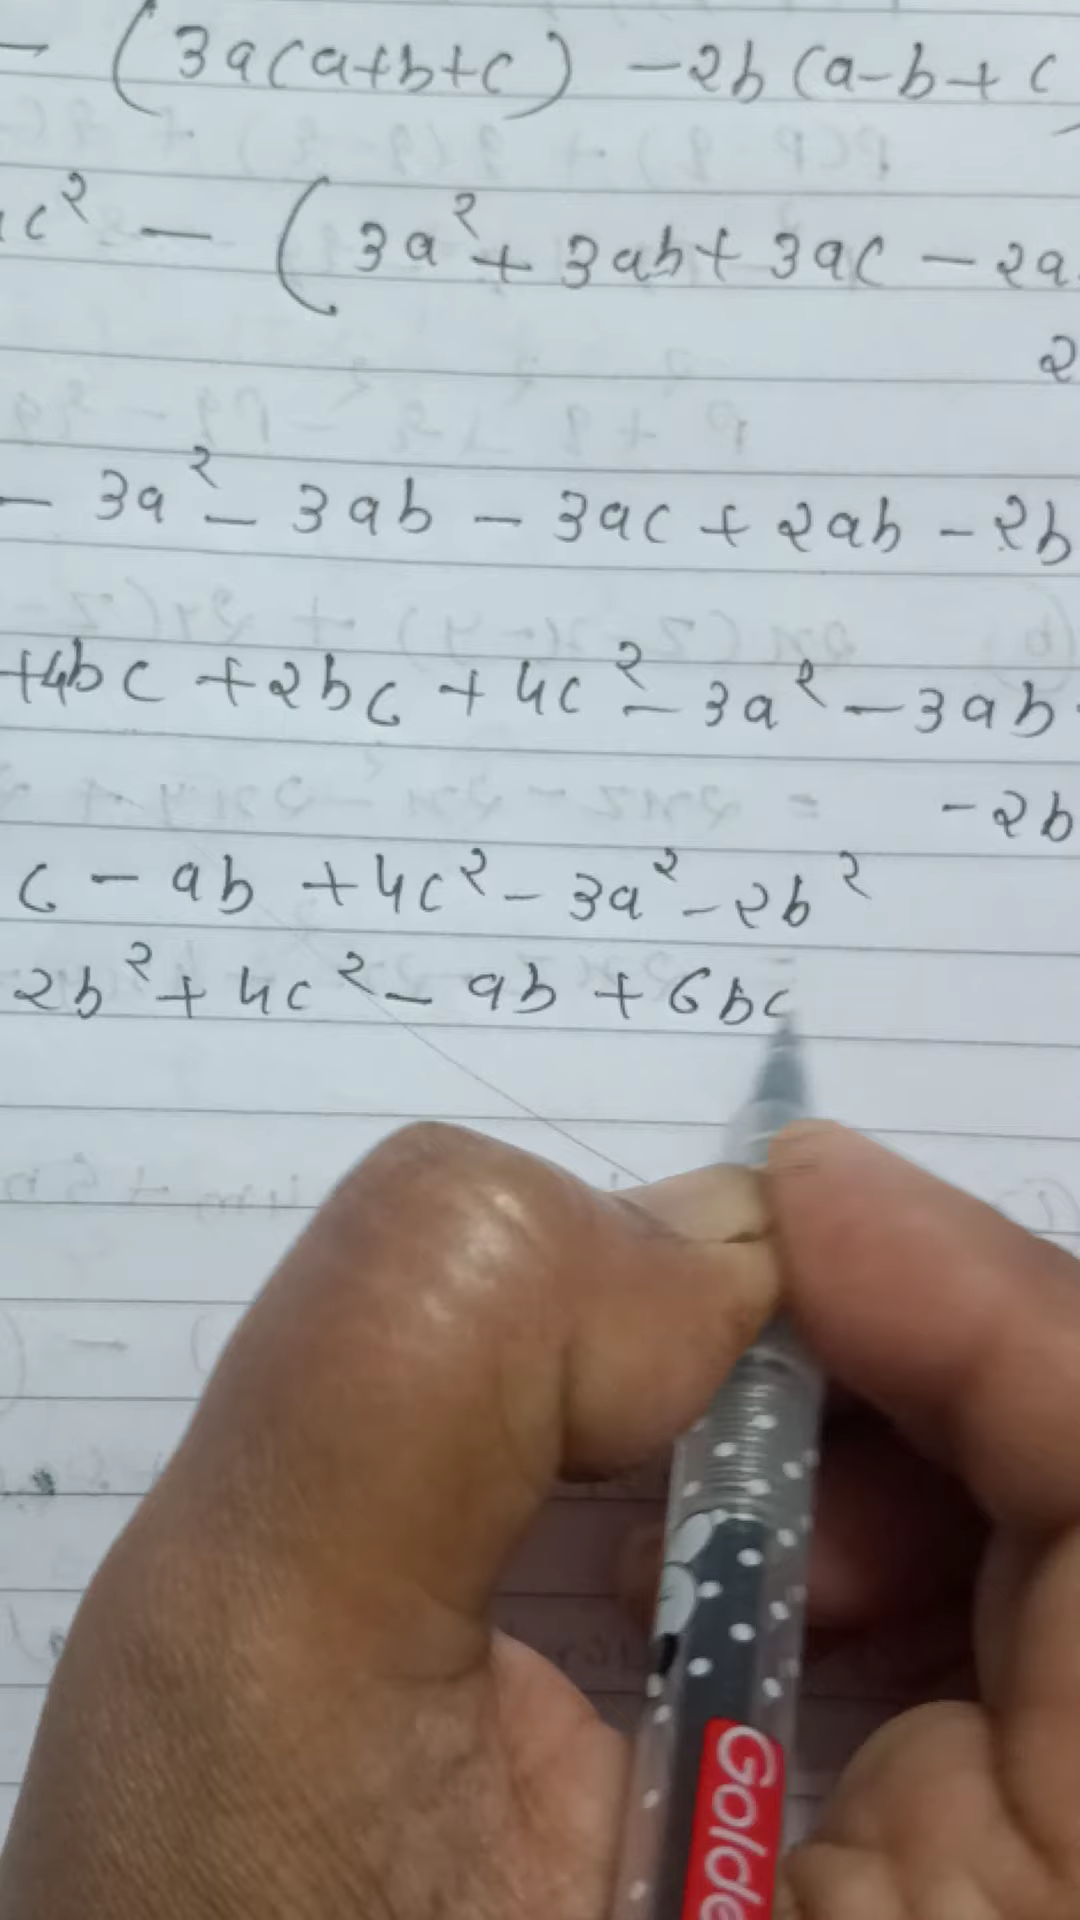 - (3a(a+b+c) -2b(a-b+c)
c² - (3a² + 3ab + 3ac - 2a
2
- 3a² - 3ab - 3ac + 2ab - 2b
+4bc + 2bc + 4c² - 3a² - 3ab
-2b
c - ab + 4c² - 3a² - 2b²
2b² + 4c² - ab + 6bc
Golde